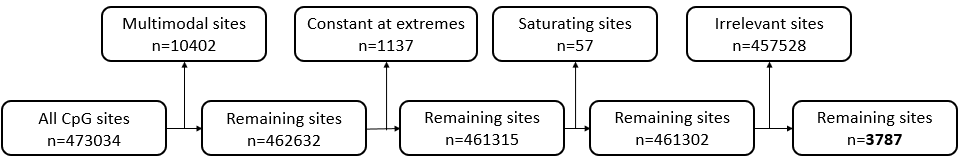 Multimodal sites
n=10402
Constant at extremes
n=1137
Saturating sites
n=57
Irrelevant sites
n=457528
All CpG sites
n=473034
Remaining sites
n=462632
Remaining sites
n=461315
Remaining sites
n=461302
Remaining sites
n=3787